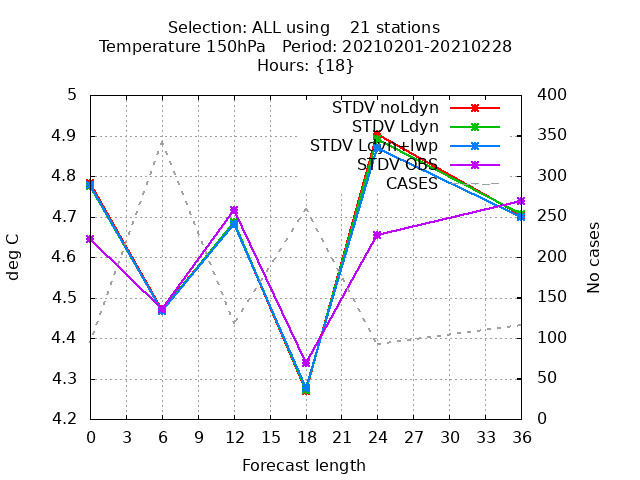 Selection: ALL using    21 stations
Temperature 150hPa   Period: 20210201-20210228
Hours: {18}
5 400
STDV noLdyn
4.9 350
STDV Ldyn
STDV Ldyn+lwp
STDV OBS
4.8 300
CASES
4.7 250
4.6 200
deg C
No cases
4.5 150
4.4 100
4.3 50
4.2 0
0 3 6 9 12 15 18 21 24 27 30 33 36
Forecast length